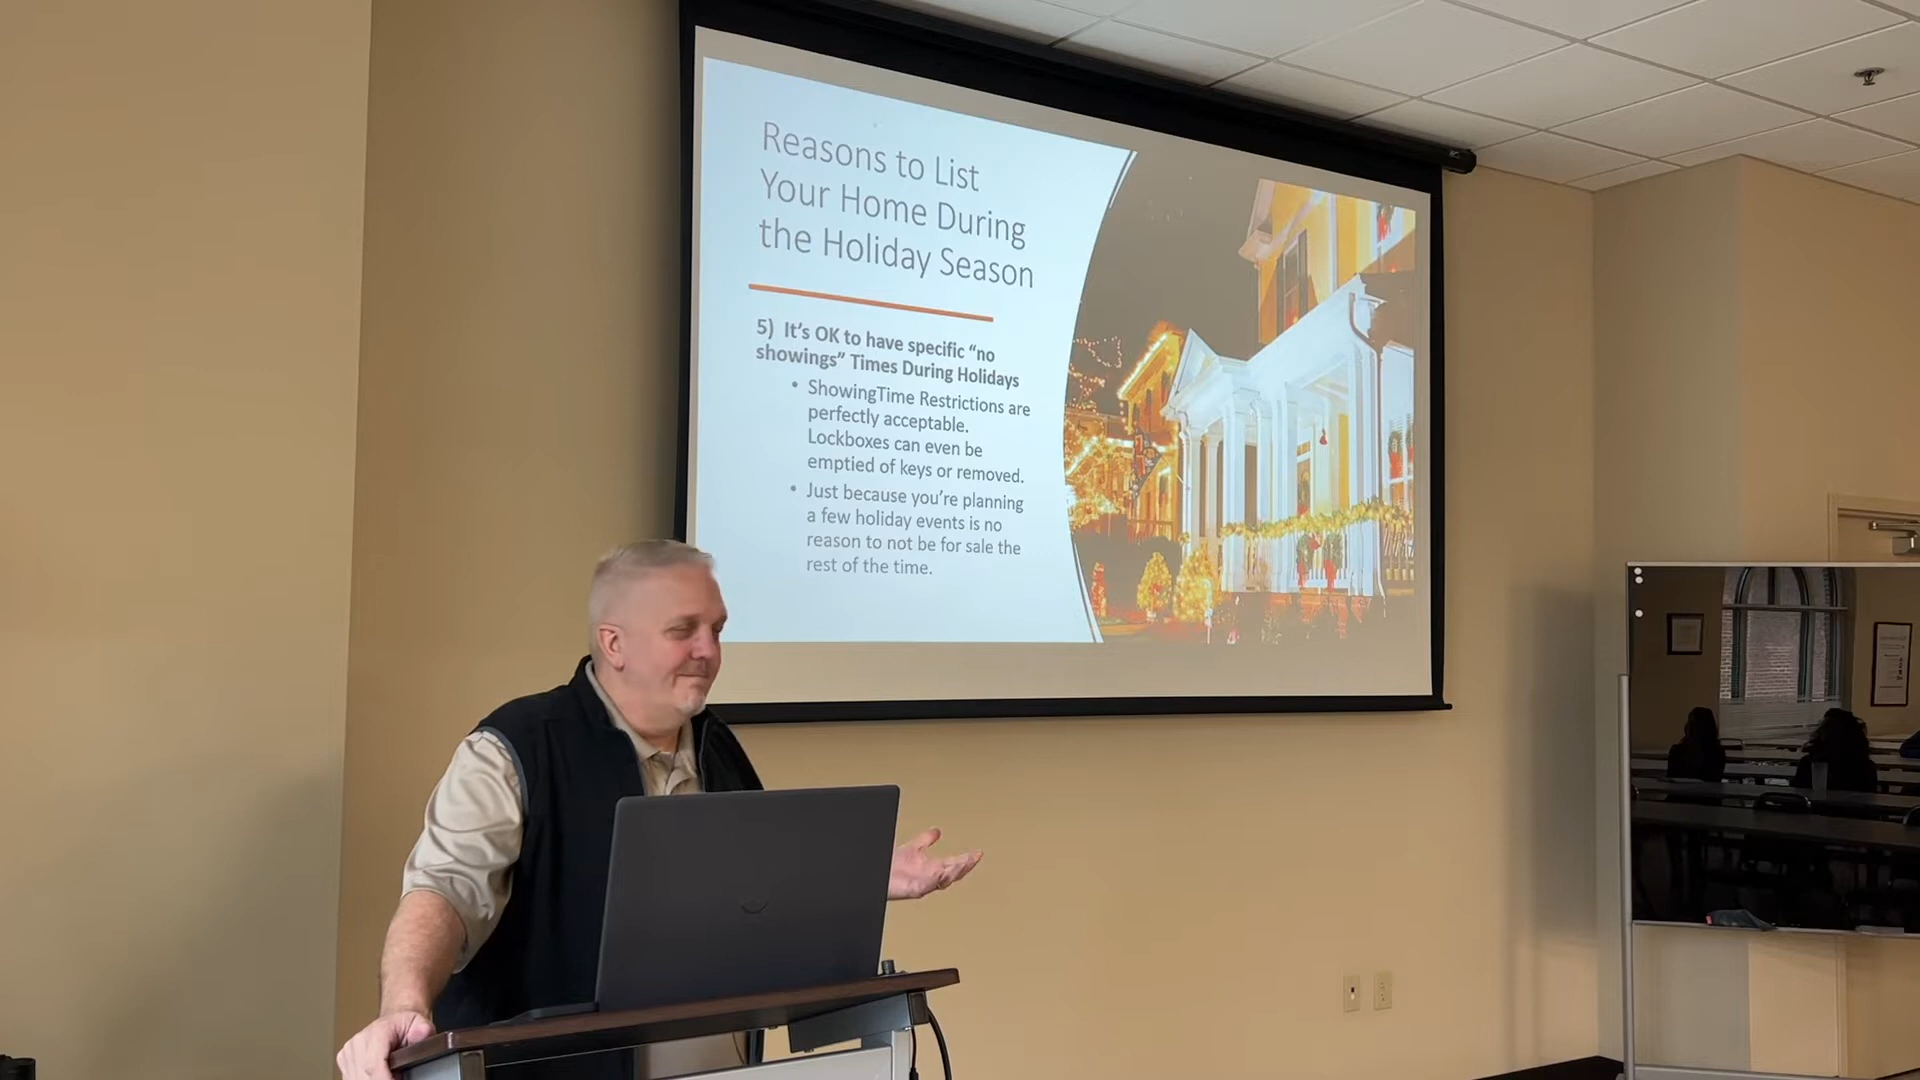 Reasons to List
Your Home During
the Holiday Season
5) It's OK to have specific "no
showings" Times During Holidays
• ShowingTime Restrictions are
perfectly acceptable.
Lockboxes can even be
emptied of keys or removed.
• Just because you're planning
a few holiday events is no
reason to not be for sale the
rest of the time.